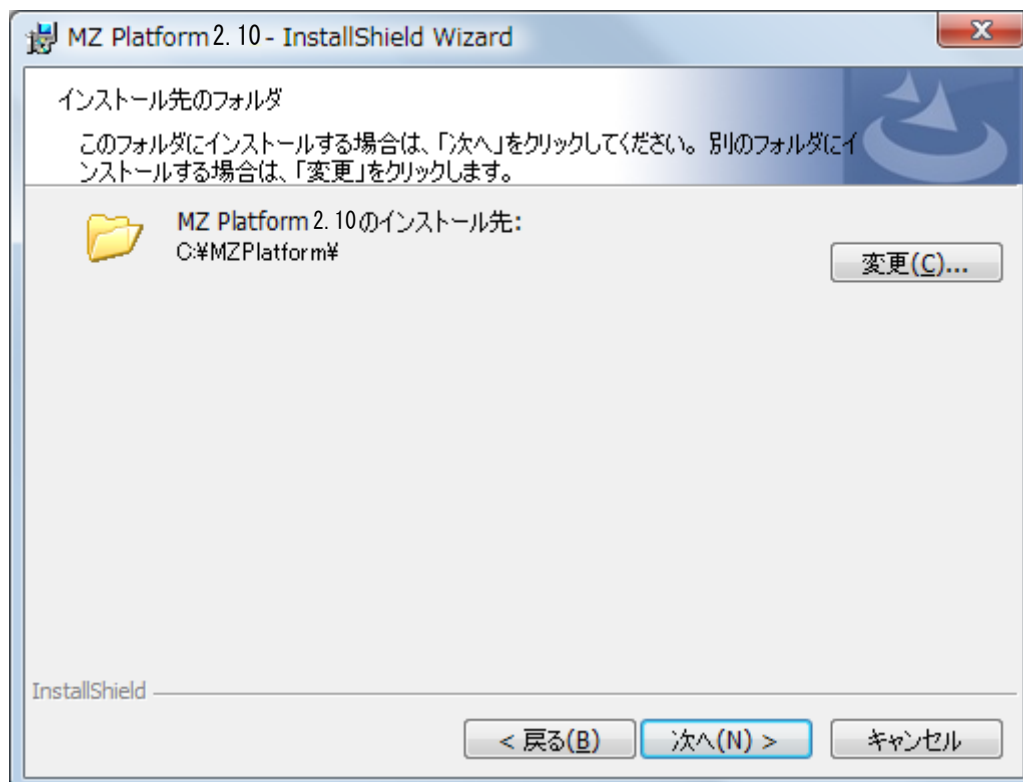 MZ Platform 2.10 - InstallShield Wizard
インストール先のフォルダ
このフォルダにインストールする場合は、「次へ」をクリックしてください。別のフォルダにイ
ンストールする場合は、「変更」をクリックします。
MZ Platform 2.10のインストール先:
C:¥MZPlatform¥
変更(C)...
InstallShield
< 戻る(B)
次へ(N) >
キャンセル